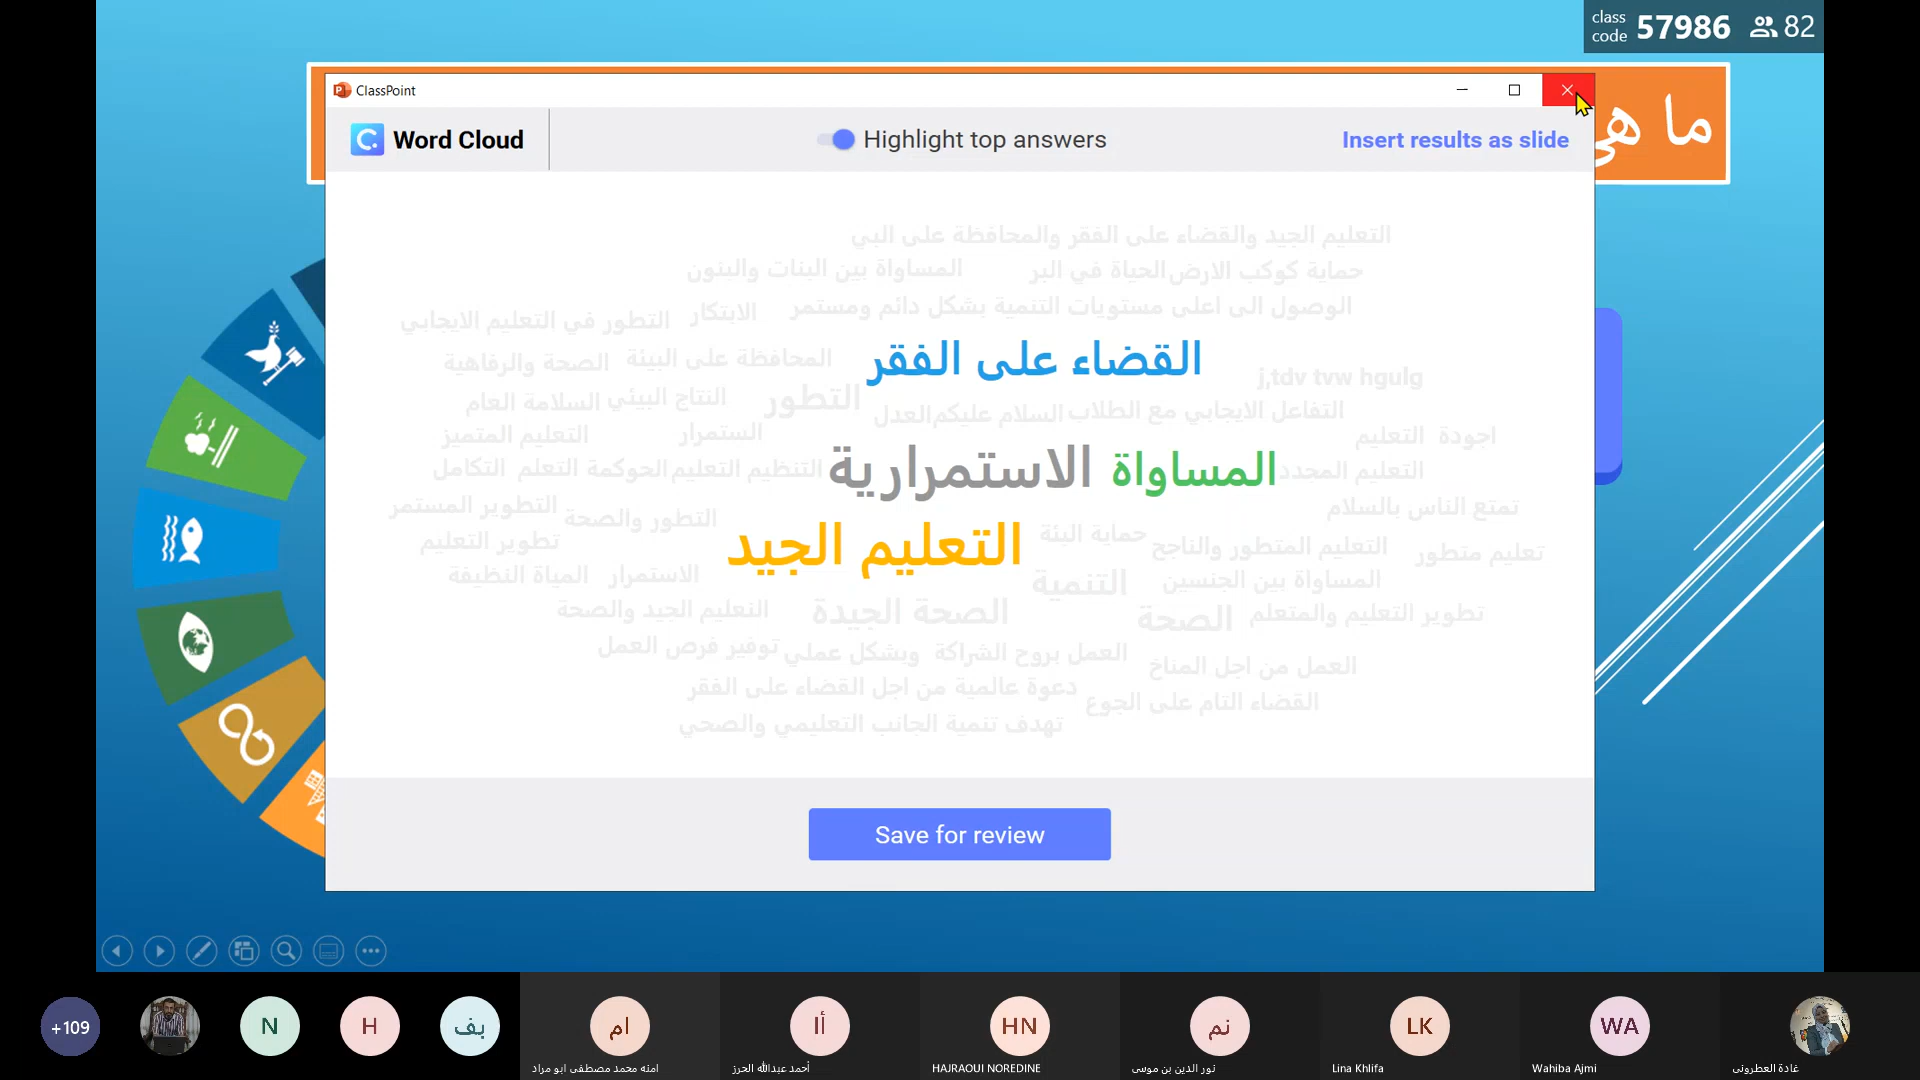 class code 57986 82
ما هي
ClassPoint
Word Cloud
Highlight top answers
Insert results as slide
التعليم الجيد والقضاء على الفقر والمحافظة على البي
حماية كوكب الارض الحياة في البر المساواة بين البنات والبنون
الوصول الى اعلى مستويات التنمية بشكل دائم ومستمر الابتكار التطور في التعليم الايجابي
القضاء على الفقر المحافظة على البيئة الصحة والرفاهية
j,tdv tvw hgulg
التطور النتاج البيئي السلامة العام
التفاعل الايجابي مع الطلاب السلام عليكم العدل
اجودة التعليم الستمرار التعليم المتميز
التعليم المجدد المساواة الاستمرارية التنظيم التعليم الحوكمة التعلم التكامل
تمتع الناس بالسلام التطور والصحة التطوير المستمر
تعليم متطور التعليم المتطور والناجح حماية البئة التعليم الجيد تطوير التعليم
المساواة بين الجنسين التنمية الاستمرار المياة النظيفة
تطوير التعليم والمتعلم الصحة الصحة الجيدة التعليم الجيد والصحة
العمل من اجل المناخ العمل بروح الشراكة وبشكل عملي توفير فرص العمل
القضاء التام على الجوع دعوة عالمية من اجل القضاء على الفقر
تهدف تنمية الجانب التعليمي والصحي
Save for review
+109
N
H
بف
ام
أا
HN
نم
LK
WA
امنه محمد مصطفى ابو مراد
أحمد عبدالله الحرز
HAJRAOUI NOREDINE
نور الدين بن موسى
Lina Khlifa
Wahiba Ajmi
غادة العطروني